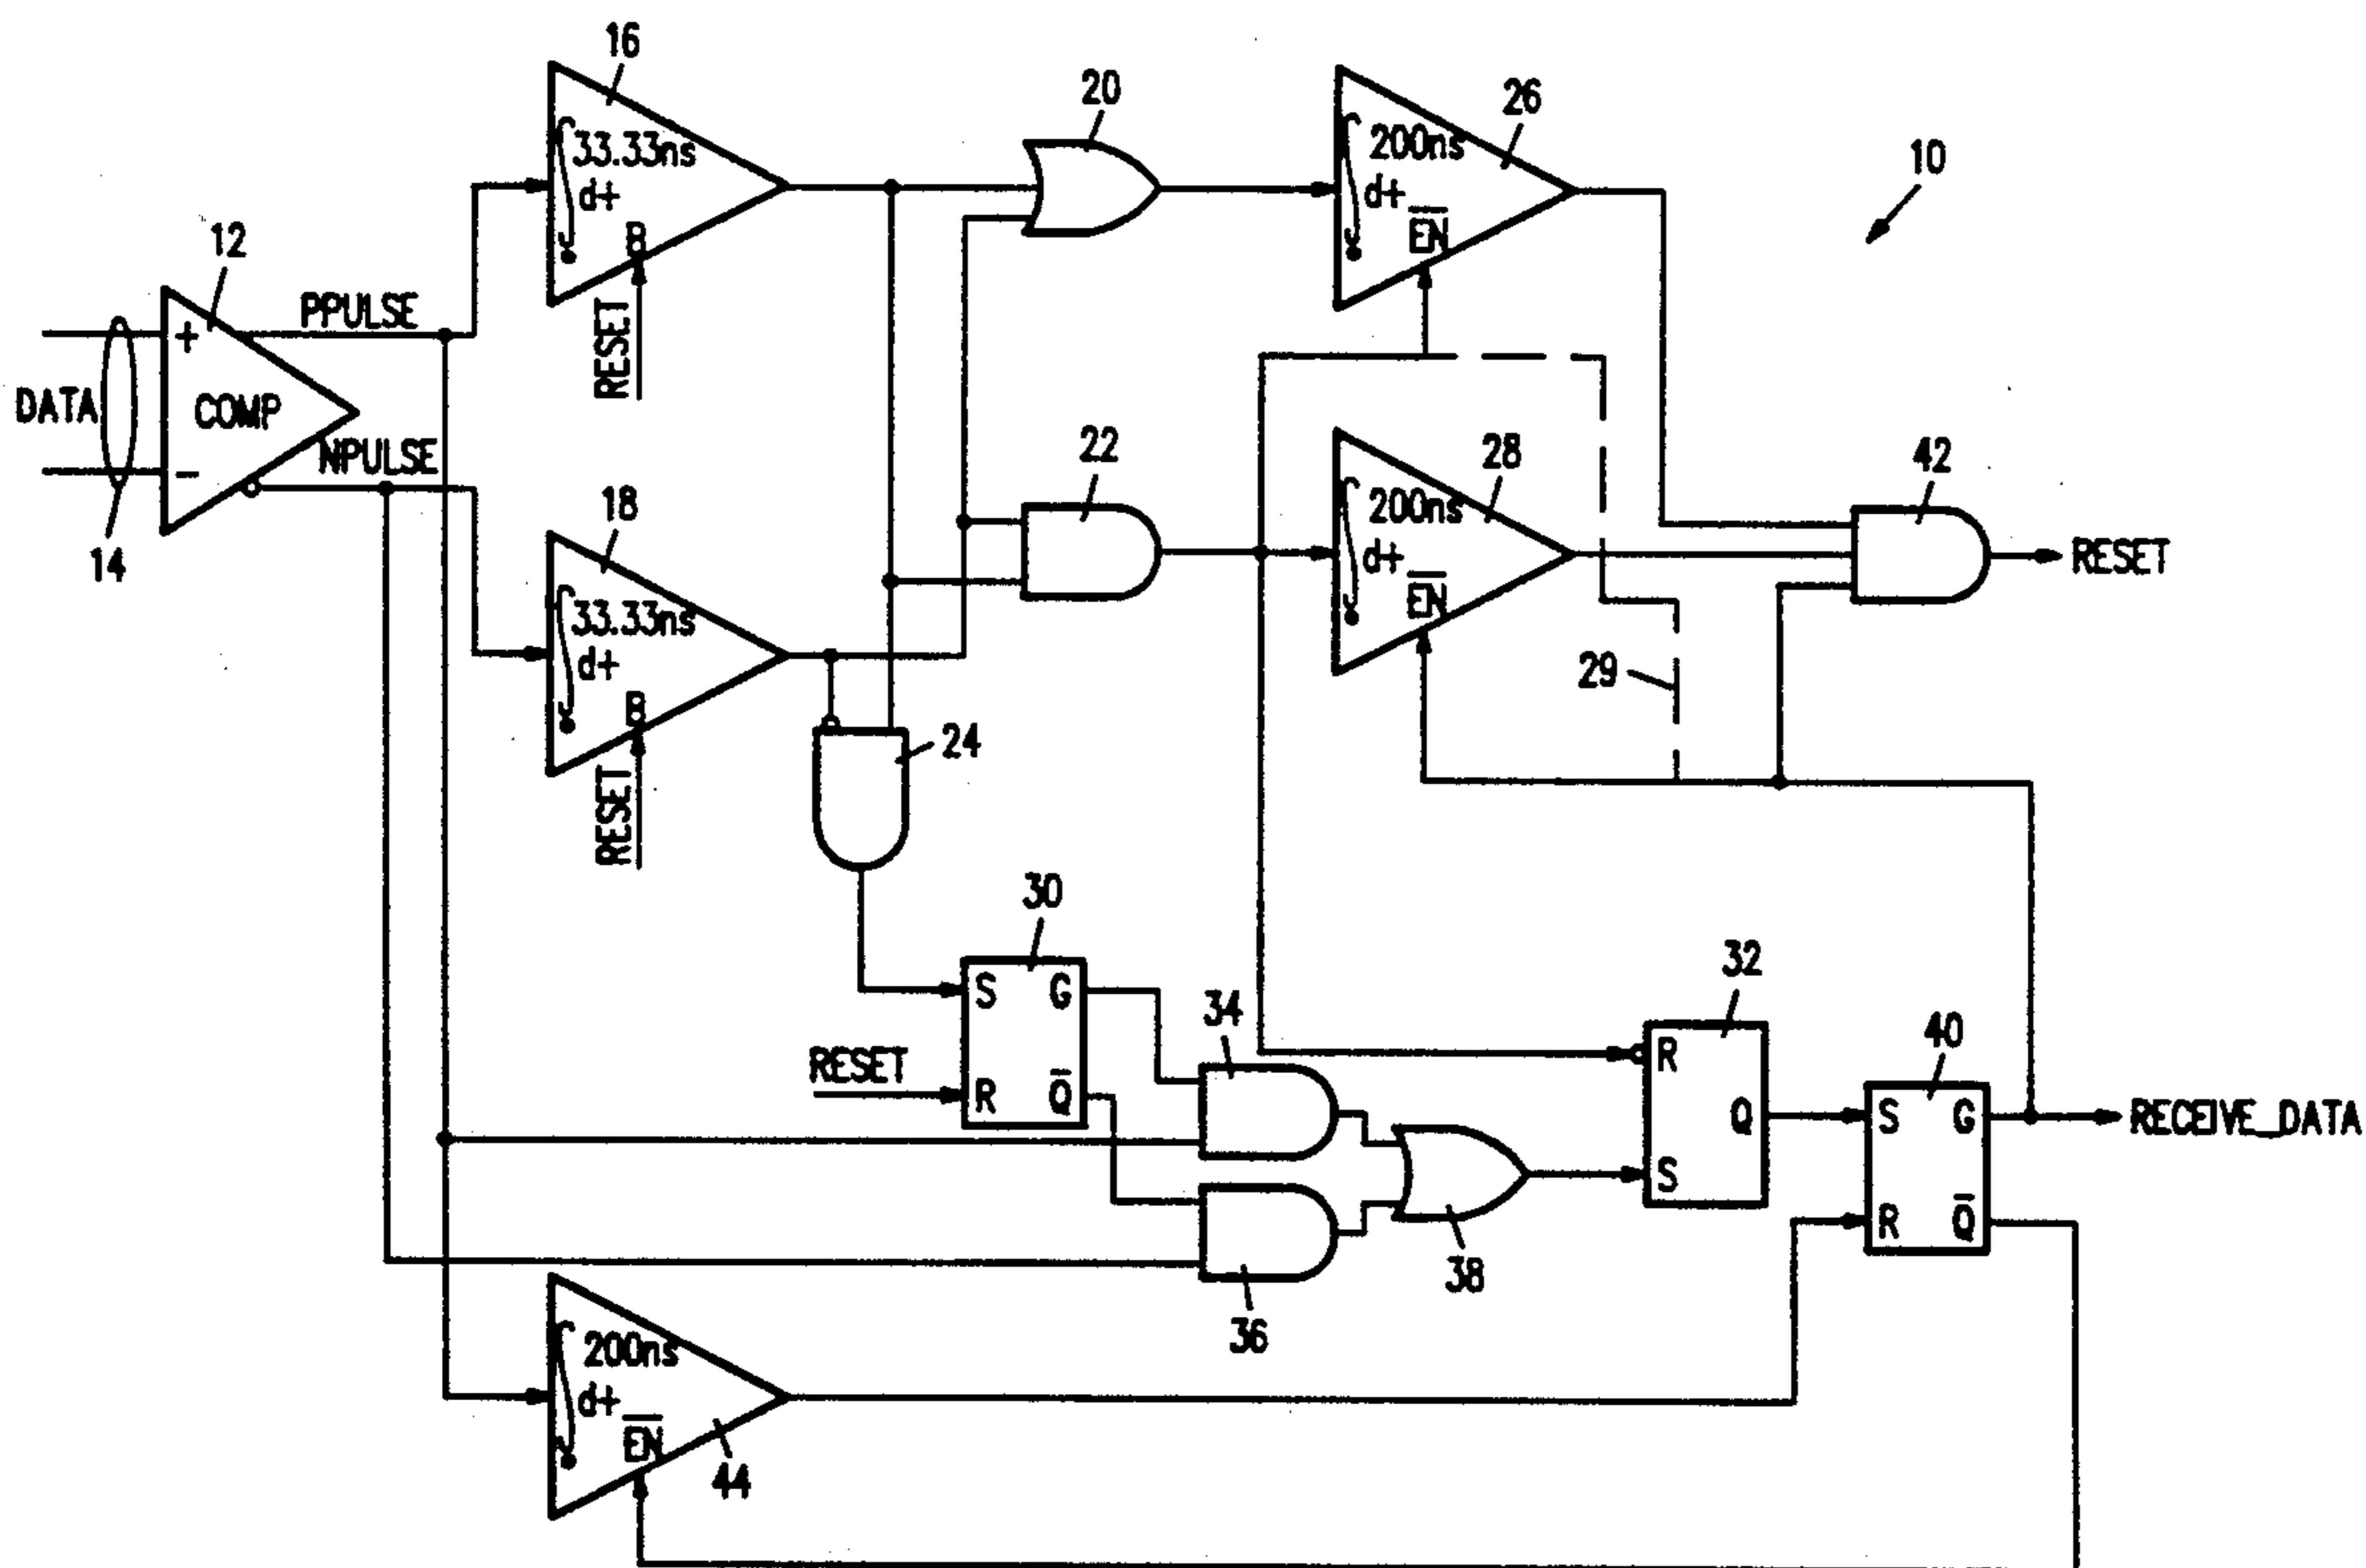 16
33.33ns
d+
B
RESET
20
26
200ns
d+
EN
10
12
PPULSE
+
DATA
COMP
NPULSE
-
14
18
33.33ns
d+
B
RESET
22
28
200ns
d+
EN
29
42
RESET
24
30
S G
RESET
R Q
34
36
38
32
R
Q
S
40
S G
R Q
RECEIVE_DATA
44
200ns
d+
EN